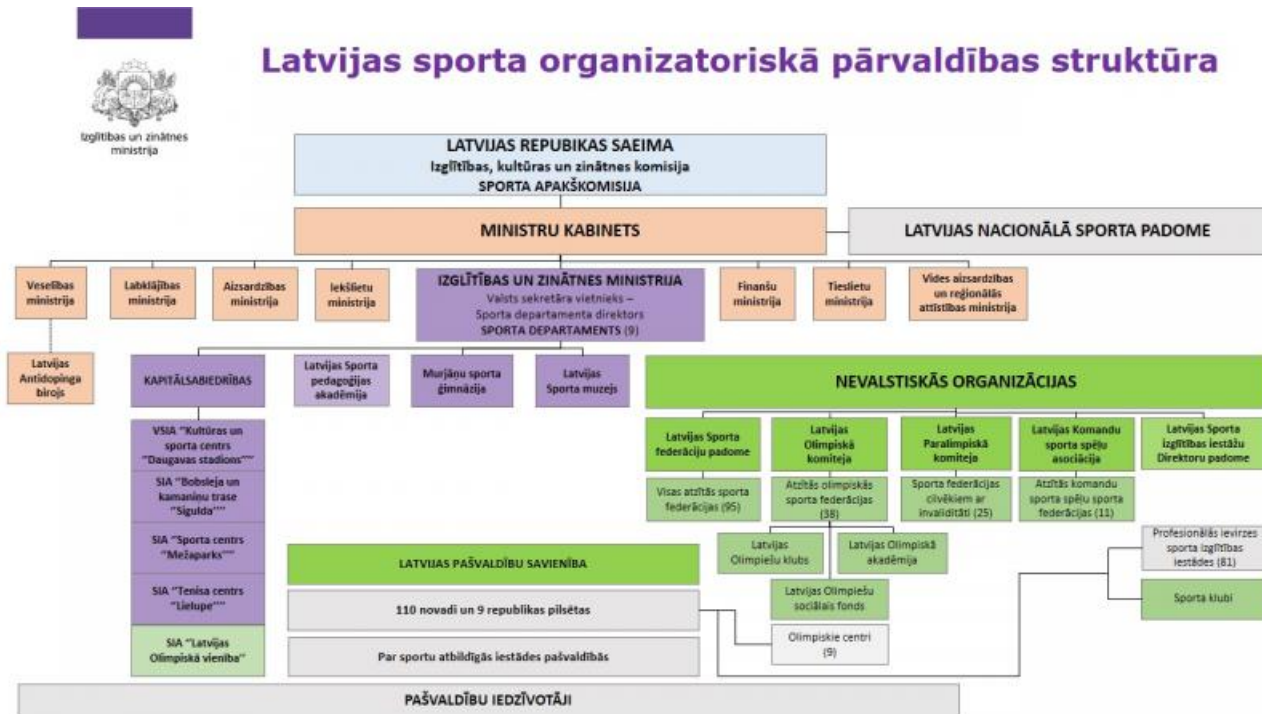 Izglītības un zinātnes
ministrija
Latvijas sporta organizatoriskā pārvaldības struktūra
LATVIJAS REPUBIKAS SAEIMA
Izglītības, kultūras un zinātnes komisija
SPORTA APAKŠKOMISIJA
MINISTRU KABINETS
LATVIJAS NACIONĀLĀ SPORTA PADOME
Veselības
ministrija
Labklājības
ministrija
Aizsardzības
ministrija
Iekšlietu
ministrija
IZGLĪTĪBAS UN ZINĀTNES MINISTRIJA
Valsts sekretāra vietnieks –
Sporta departamenta direktors
SPORTA DEPARTAMENTS (9)
Finanšu
ministrija
Tieslietu
ministrija
Vides aizsardzības
un reģionālās
attīstības ministrija
Latvijas
Antidopinga
birojs
KAPITĀLSABIEDRĪBAS
Latvijas Sporta
pedagoģijas
akadēmija
Murjāņu sporta
ģimnāzija
Latvijas
Sporta muzejs
NEVALSTISKĀS ORGANIZĀCIJAS
VSIA "Kultūras un
sporta centrs
"Daugavas stadions""
SIA "Bobsleja un
kamaniņu trase
"Sigulda""
SIA "Sporta centrs
"Mežaparks""
SIA "Tenisa centrs
"Lielupe""
SIA "Latvijas
Olimpiskā vienība"
Latvijas Sporta
federāciju padome
Latvijas
Olimpiskā
komiteja
Latvijas
Paralimpiskā
komiteja
Latvijas Komandu
sporta spēļu
asociācija
Latvijas Sporta
izglītības iestāžu
Direktoru padome
Visas atzītās sporta
federācijas (95)
Atzītās olimpiskās
sporta federācijas
(38)
Sporta federācijas
cilvēkiem ar
invaliditāti (25)
Atzītās komandu
sporta spēļu sporta
federācijas (11)
Latvijas
Olimpiešu klubs
Latvijas Olimpiskā
akadēmija
Latvijas Olimpiešu
sociālais fonds
Olimpiskie centri
(9)
Profesionālās ievirzes
sporta izglītības
iestādes (81)
Sporta klubi
LATVIJAS PAŠVALDĪBU SAVIENĪBA
110 novadi un 9 republikas pilsētas
Par sportu atbildīgās iestādes pašvaldībās
PAŠVALDĪBU IEDZĪVOTĀJI